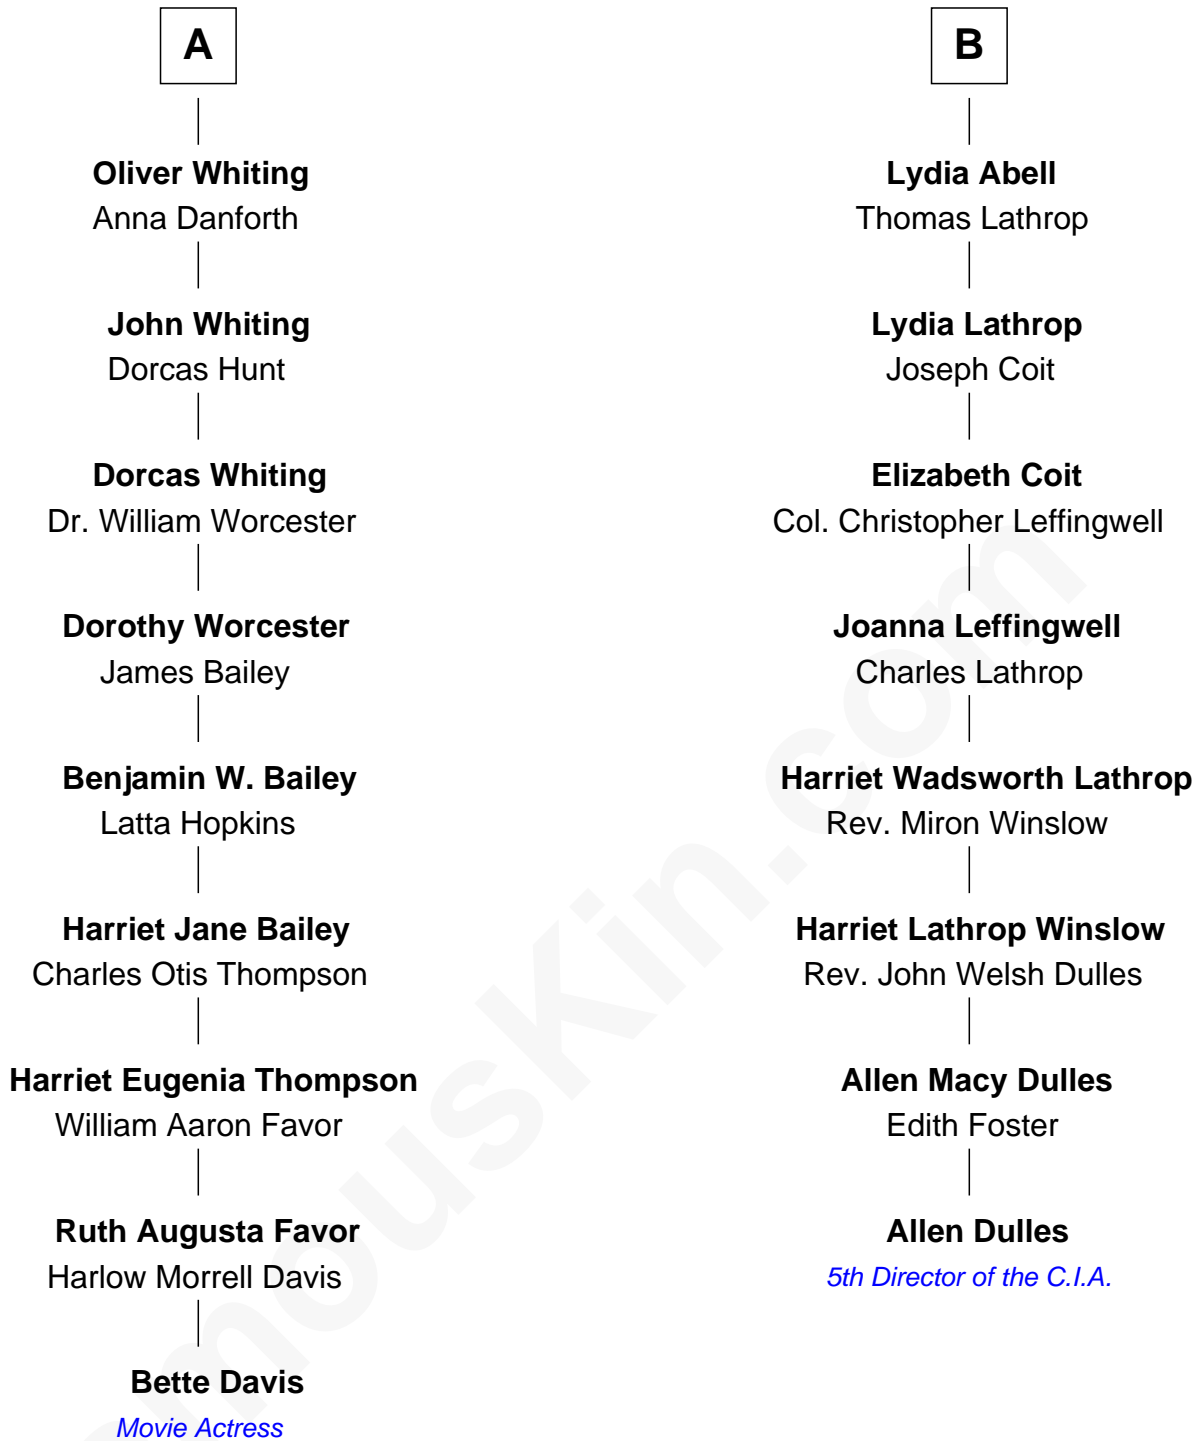 A
Oliver Whiting
Anna Danforth
John Whiting
Dorcas Hunt
Dorcas Whiting
Dr. William Worcester
Dorothy Worcester
James Bailey
Benjamin W. Bailey
Latta Hopkins
Harriet Jane Bailey
Charles Otis Thompson
Harriet Eugenia Thompson
William Aaron Favor
Ruth Augusta Favor
Harlow Morrell Davis
Bette Davis
Movie Actress
B
Lydia Abell
Thomas Lathrop
Lydia Lathrop
Joseph Coit
Elizabeth Coit
Col. Christopher Leffingwell
Joanna Leffingwell
Charles Lathrop
Harriet Wadsworth Lathrop
Rev. Miron Winslow
Harriet Lathrop Winslow
Rev. John Welsh Dulles
Allen Macy Dulles
Edith Foster
Allen Dulles
5th Director of the C.I.A.
mousKin.com